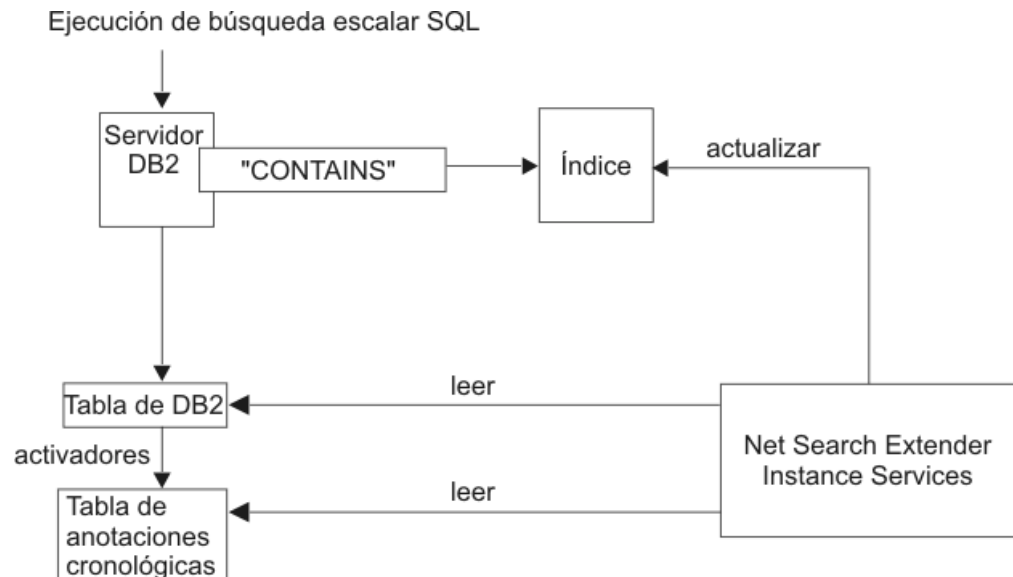 Ejecución de búsqueda escalar SQL
Servidor
DB2
"CONTAINS"
Índice
actualizar
Tabla de DB2
leer
activadores
Net Search Extender
Instance Services
Tabla de
anotaciones
cronológicas
leer